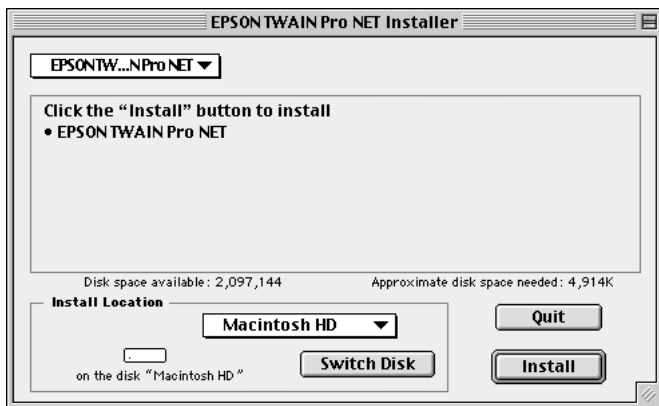 EPSON TWAIN Pro NET Installer
EPSONTW...NPro NET
Click the “Install” button to install
• EPSON TWAIN Pro NET
Disk space available: 2,097,144 Approximate disk space needed: 4,914K
Install Location
Macintosh HD
on the disk “Macintosh HD”
Switch Disk
Quit
Install